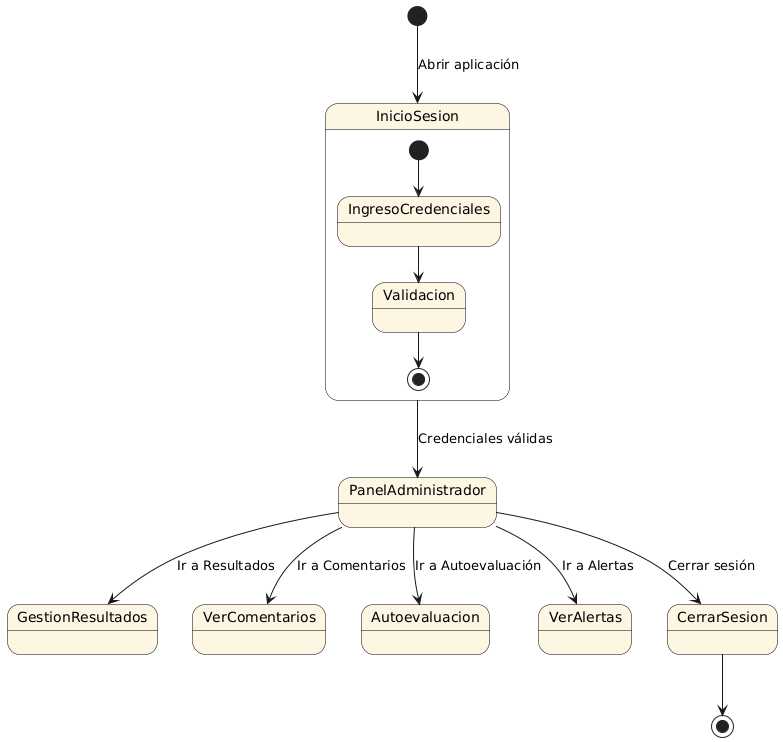 Abrir aplicación
InicioSesion
IngresoCredenciales
Validacion
Credenciales válidas
PanelAdministrador
Ir a Resultados
Ir a Comentarios
Ir a Autoevaluación
Ir a Alertas
Cerrar sesión
GestionResultados
VerComentarios
Autoevaluacion
VerAlertas
CerrarSesion